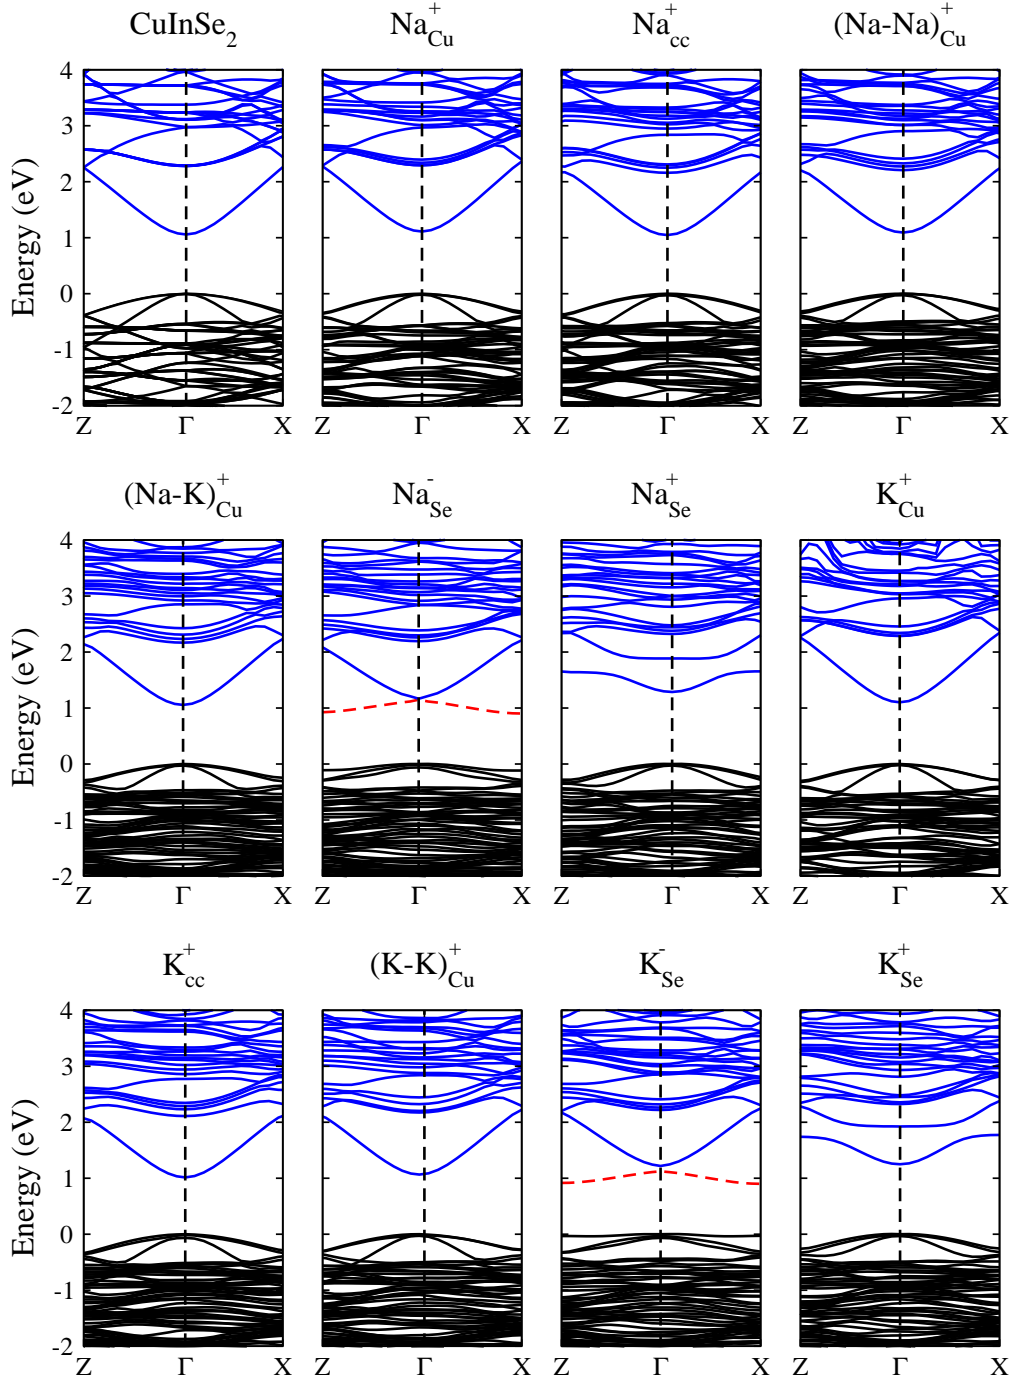 CuInSe₂ Na⁺Cu Na⁺cc (Na-Na)⁺Cu
Energy (eV)
4
3
2
1
0
-1
-2
Z Γ X Z Γ X Z Γ X Z Γ X
(Na-K)⁺Cu Na⁻Se Na⁺Se K⁺Cu
Energy (eV)
4
3
2
1
0
-1
-2
Z Γ X Z Γ X Z Γ X Z Γ X
K⁺cc (K-K)⁺Cu K⁻Se K⁺Se
Energy (eV)
4
3
2
1
0
-1
-2
Z Γ X Z Γ X Z Γ X Z Γ X